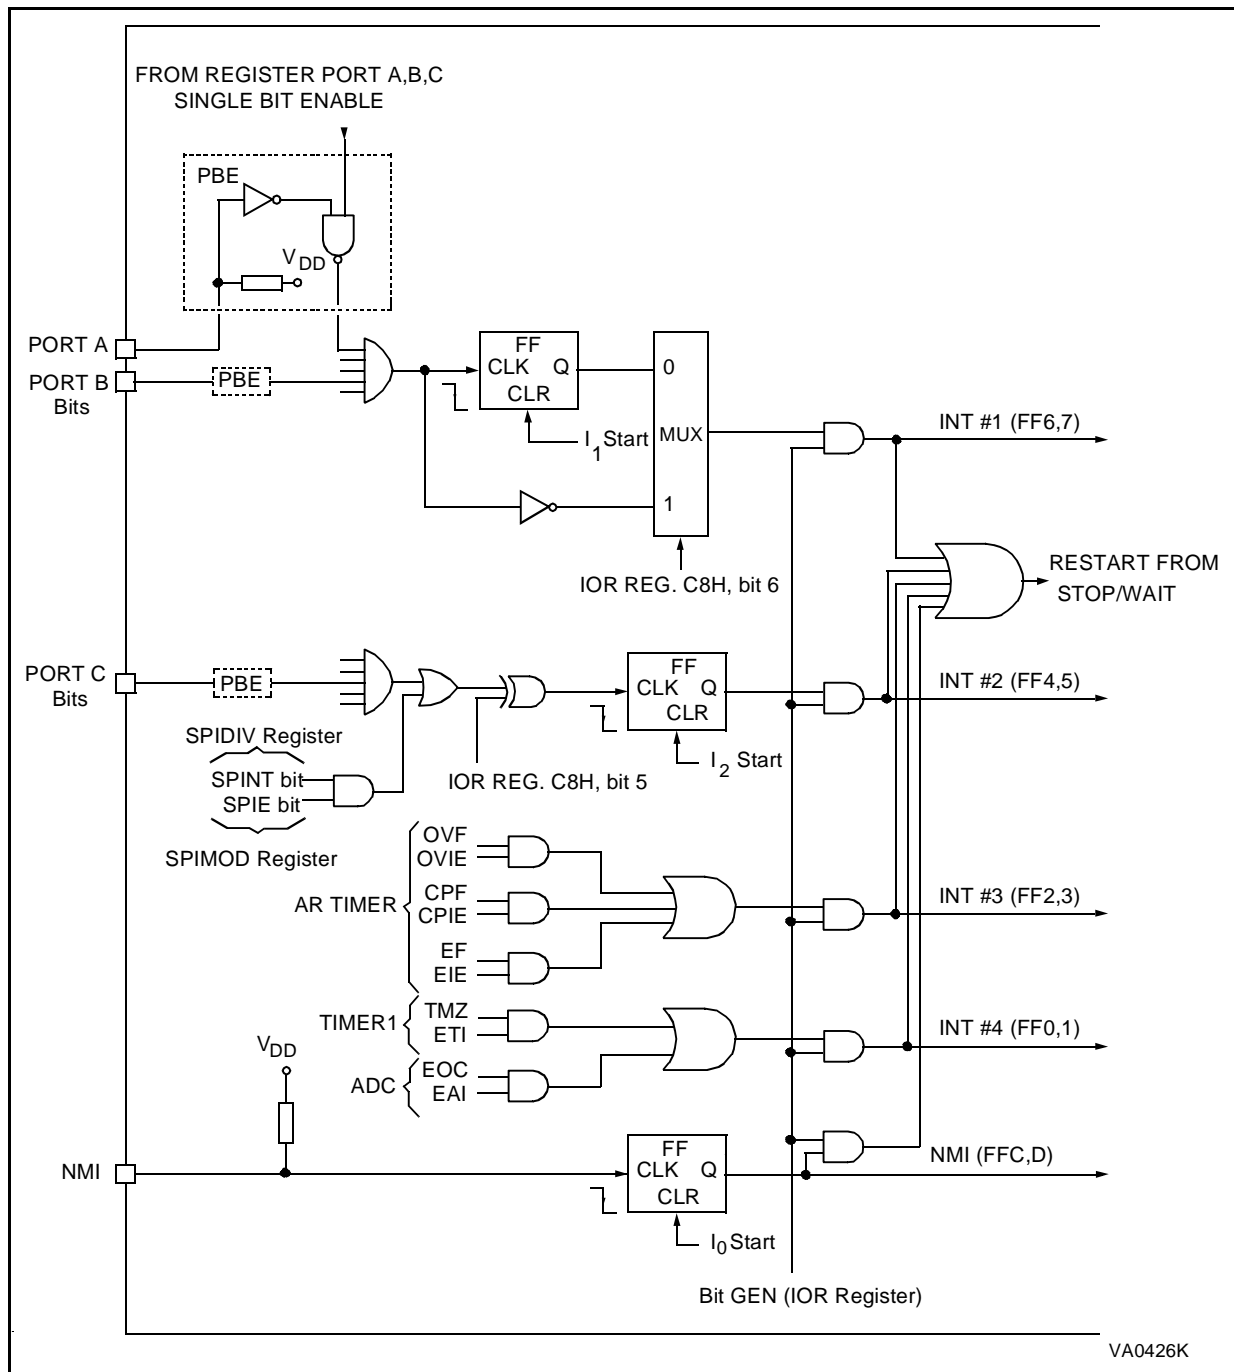 FROM REGISTER PORT A,B,C
SINGLE BIT ENABLE
PBE
VDD
PORT A
PORT B
Bits
PBE
FF
CLK Q
CLR
I1 Start
0
MUX
1
IOR REG. C8H, bit 6
INT #1 (FF6,7)
RESTART FROM
STOP/WAIT
PORT C
Bits
PBE
SPIDIV Register
SPINT bit
SPIE bit
SPIMOD Register
IOR REG. C8H, bit 5
FF
CLK Q
CLR
I2 Start
INT #2 (FF4,5)
AR TIMER
OVF
OVIE
CPF
CPIE
EF
EIE
INT #3 (FF2,3)
TIMER1
TMZ
ETI
INT #4 (FF0,1)
ADC
EOC
EAI
VDD
NMI
FF
CLK Q
CLR
I0 Start
NMI (FFC,D)
Bit GEN (IOR Register)
VA0426K